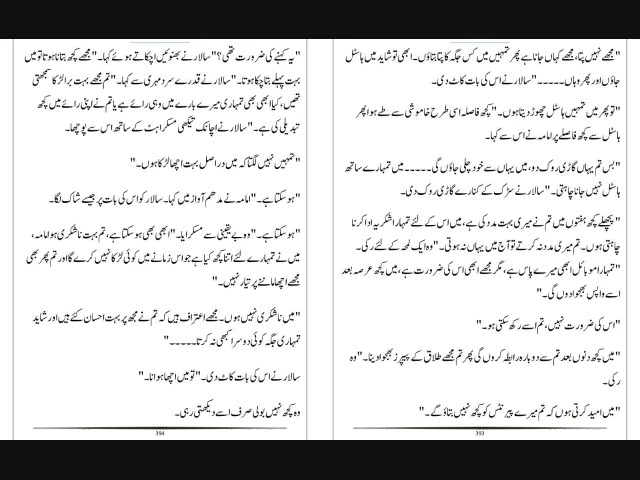 "مجھے نہیں پتا، مجھے کہاں جانا ہے پھر تمہیں میں کس جگہ کا پتا بتاؤں۔ ابھی تو شاید میں ہاسٹل
جاؤں اور پھر وہاں۔۔۔۔۔" سالار نے اس کی بات کاٹ دی۔
"تو پھر میں تمہیں ہاسٹل چھوڑ دیتا ہوں۔" کچھ فاصلہ اسی طرح خاموشی سے طے ہوا پھر
ہاسٹل سے کچھ فاصلے پر امامہ نے اس سے کہا۔
"بس تم یہاں گاڑی روک دو، میں یہاں سے خود چلی جاؤں گی۔۔۔۔۔ میں تمہارے ساتھ
ہاسٹل نہیں جانا چاہتی۔" سالار نے سڑک کے کنارے گاڑی روک دی۔
"پچھلے کچھ ہفتوں میں تم نے میری بہت مدد کی ہے، میں اس کے لئے تمہارا شکریہ ادا کرنا
چاہتی ہوں۔ تم میری مدد نہ کرتے تو آج میں یہاں نہ ہوتی۔" وہ ایک لمحہ کے لئے رکی۔
"تمہارا موبائل ابھی میرے پاس ہے، مگر مجھے ابھی اس کی ضرورت ہے، میں کچھ عرصہ بعد
اسے واپس بھجوا دوں گی۔"
"اس کی ضرورت نہیں، تم اسے رکھ سکتی ہو۔"
"میں کچھ دنوں بعد تم سے دوبارہ رابطہ کروں گی پھر تم مجھے طلاق کے پیپرز بھجوا دینا۔" وہ
رکی۔
"میں امید کرتی ہوں کہ تم میرے پیرنٹس کو کچھ نہیں بتاؤ گے۔"
393
"یہ کہنے کی ضرورت تھی؟" سالار نے بھنوئیں اچکاتے ہوئے کہا۔ "مجھے کچھ بتانا ہوتا تو میں
بہت پہلے بتا چکا ہوتا۔" سالار نے قدرے سرد مہری سے کہا۔ "تم مجھے بہت برا لڑکا سمجھتی
تھیں، کیا ابھی بھی تمہاری میرے بارے میں وہی رائے ہے یا تم نے اپنی رائے میں کچھ
تبدیلی کی ہے۔" سالار نے اچانک تیکھی مسکراہٹ کے ساتھ اس سے پوچھا۔
"تمہیں نہیں لگتا کہ میں دراصل بہت اچھا لڑکا ہوں۔"
"ہو سکتا ہے۔" امامہ نے مدھم آواز میں کہا۔ سالار کو اس کی بات پر جیسے شاک لگا۔
"ہو سکتا ہے۔" وہ بے یقینی سے مسکرایا۔ "ابھی بھی ہو سکتا ہے، تم بہت ناشکری ہو امامہ،
میں نے تمہارے لئے اتنا کچھ کیا ہے جو اس زمانے میں کوئی لڑکا نہیں کرے گا اور تم پھر بھی
مجھے اچھا ماننے پر تیار نہیں۔"
"میں ناشکری نہیں ہوں۔ مجھے اعتراف ہیں کہ تم نے مجھ پر بہت احسان کئے ہیں اور شاید
تمہاری جگہ کوئی دوسرا کبھی نہ کرتا۔۔۔۔۔"
سالار نے اس کی بات کاٹ دی۔ "تو میں اچھا ہوا نا۔"
وہ کچھ نہیں بولی صرف اسے دیکھتی رہی۔
394